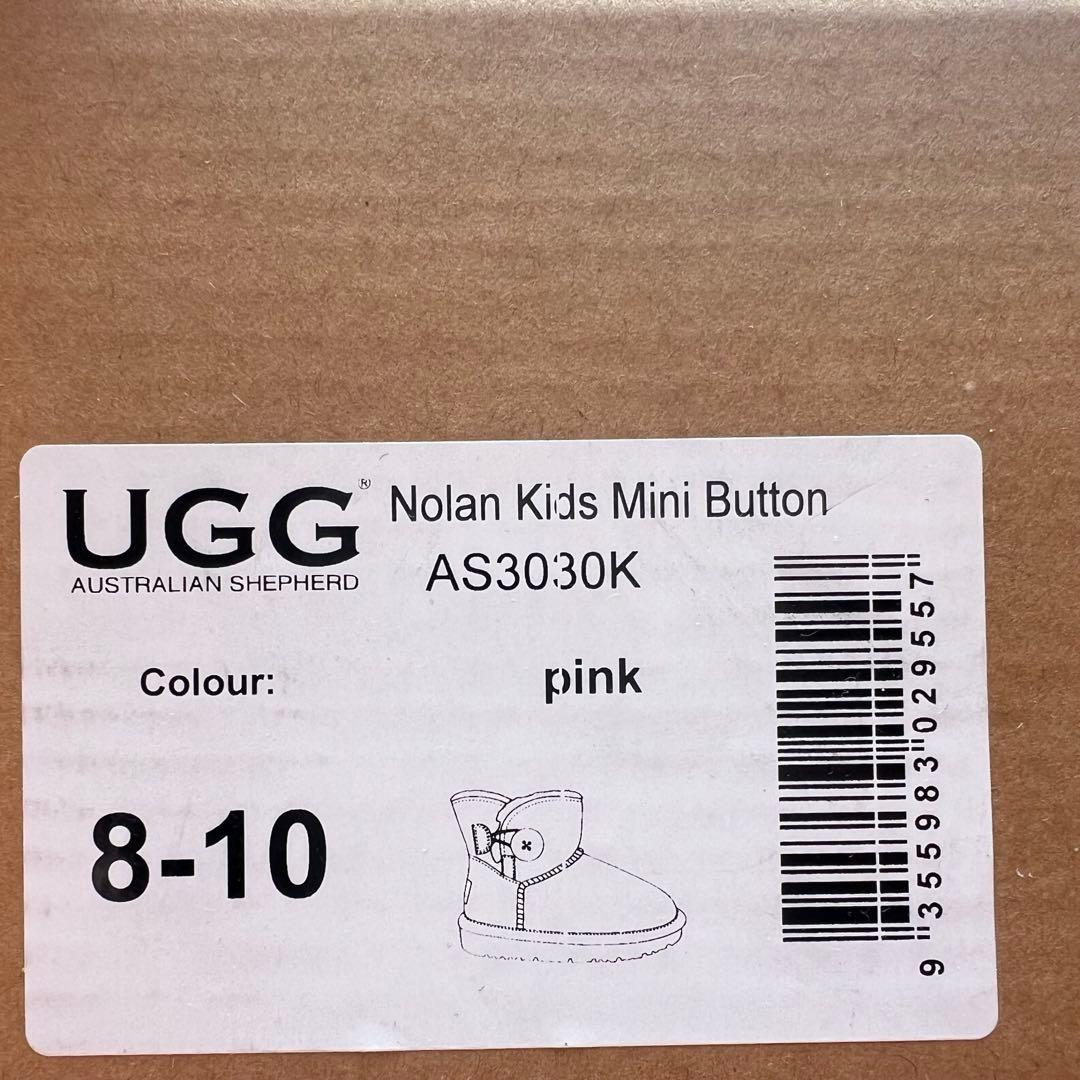 UGG®
AUSTRALIAN SHEPHERD
Nolan Kids Mini Button
AS3030K
Colour: pink
8-10
9"355983"029557"